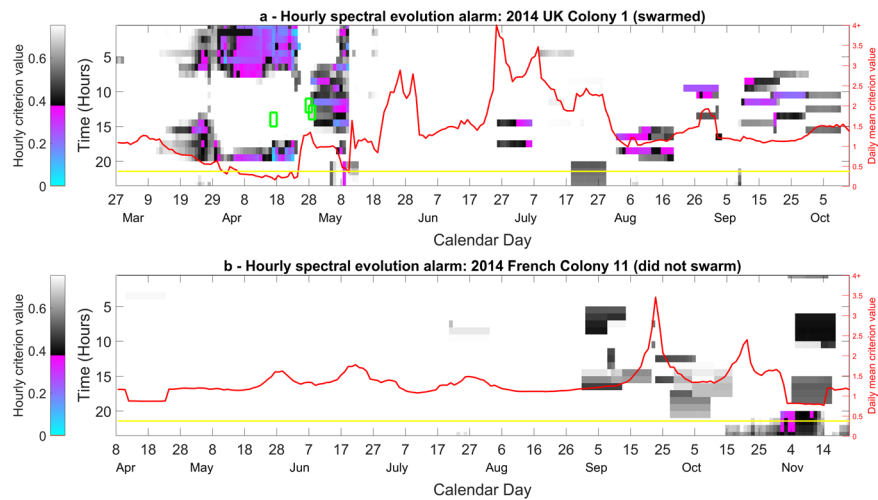 a - Hourly spectral evolution alarm: 2014 UK Colony 1 (swarmed)
Hourly criterion value
0.6
0.4
0.2
0
Time (Hours)
5
10
15
20
4+
3.5
3
2.5
2
1.5
1
0.5
0
Daily mean criterion value
27 9 19 29 8 18 28 7 17 27 7 17 27 7 17 27 6 16 26 5 15 25 5
Mar Apr May Jun July Aug Sep Oct
Calendar Day
b - Hourly spectral evolution alarm: 2014 French Colony 11 (did not swarm)
Hourly criterion value
0.6
0.4
0.2
0
Time (Hours)
5
10
15
20
4+
3.5
3
2.5
2
1.5
1
0.5
0
Daily mean criterion value
8 18 28 8 18 28 7 17 27 7 17 27 6 16 26 5 15 25 5 15 25 4 14
Apr May Jun July Aug Sep Oct Nov
Calendar Day